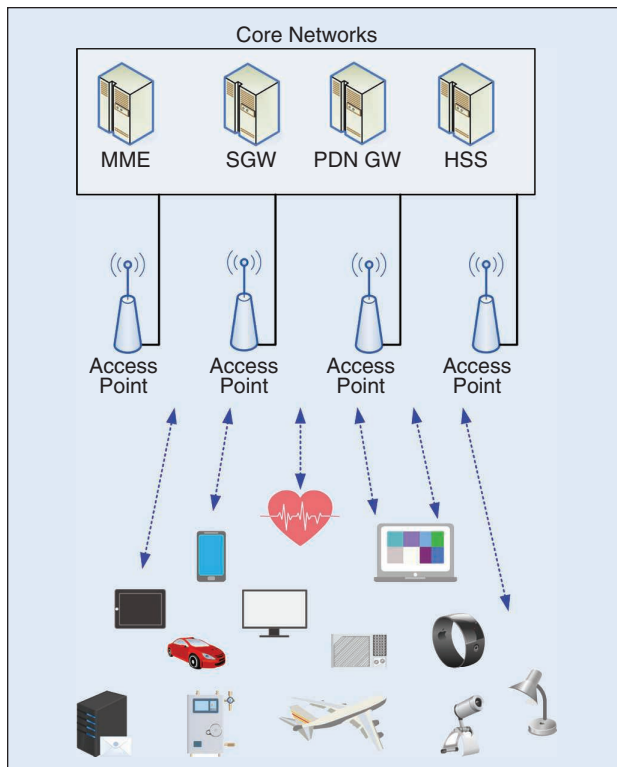 Core Networks
MME SGW PDN GW HSS
Access Point
Access Point
Access Point
Access Point